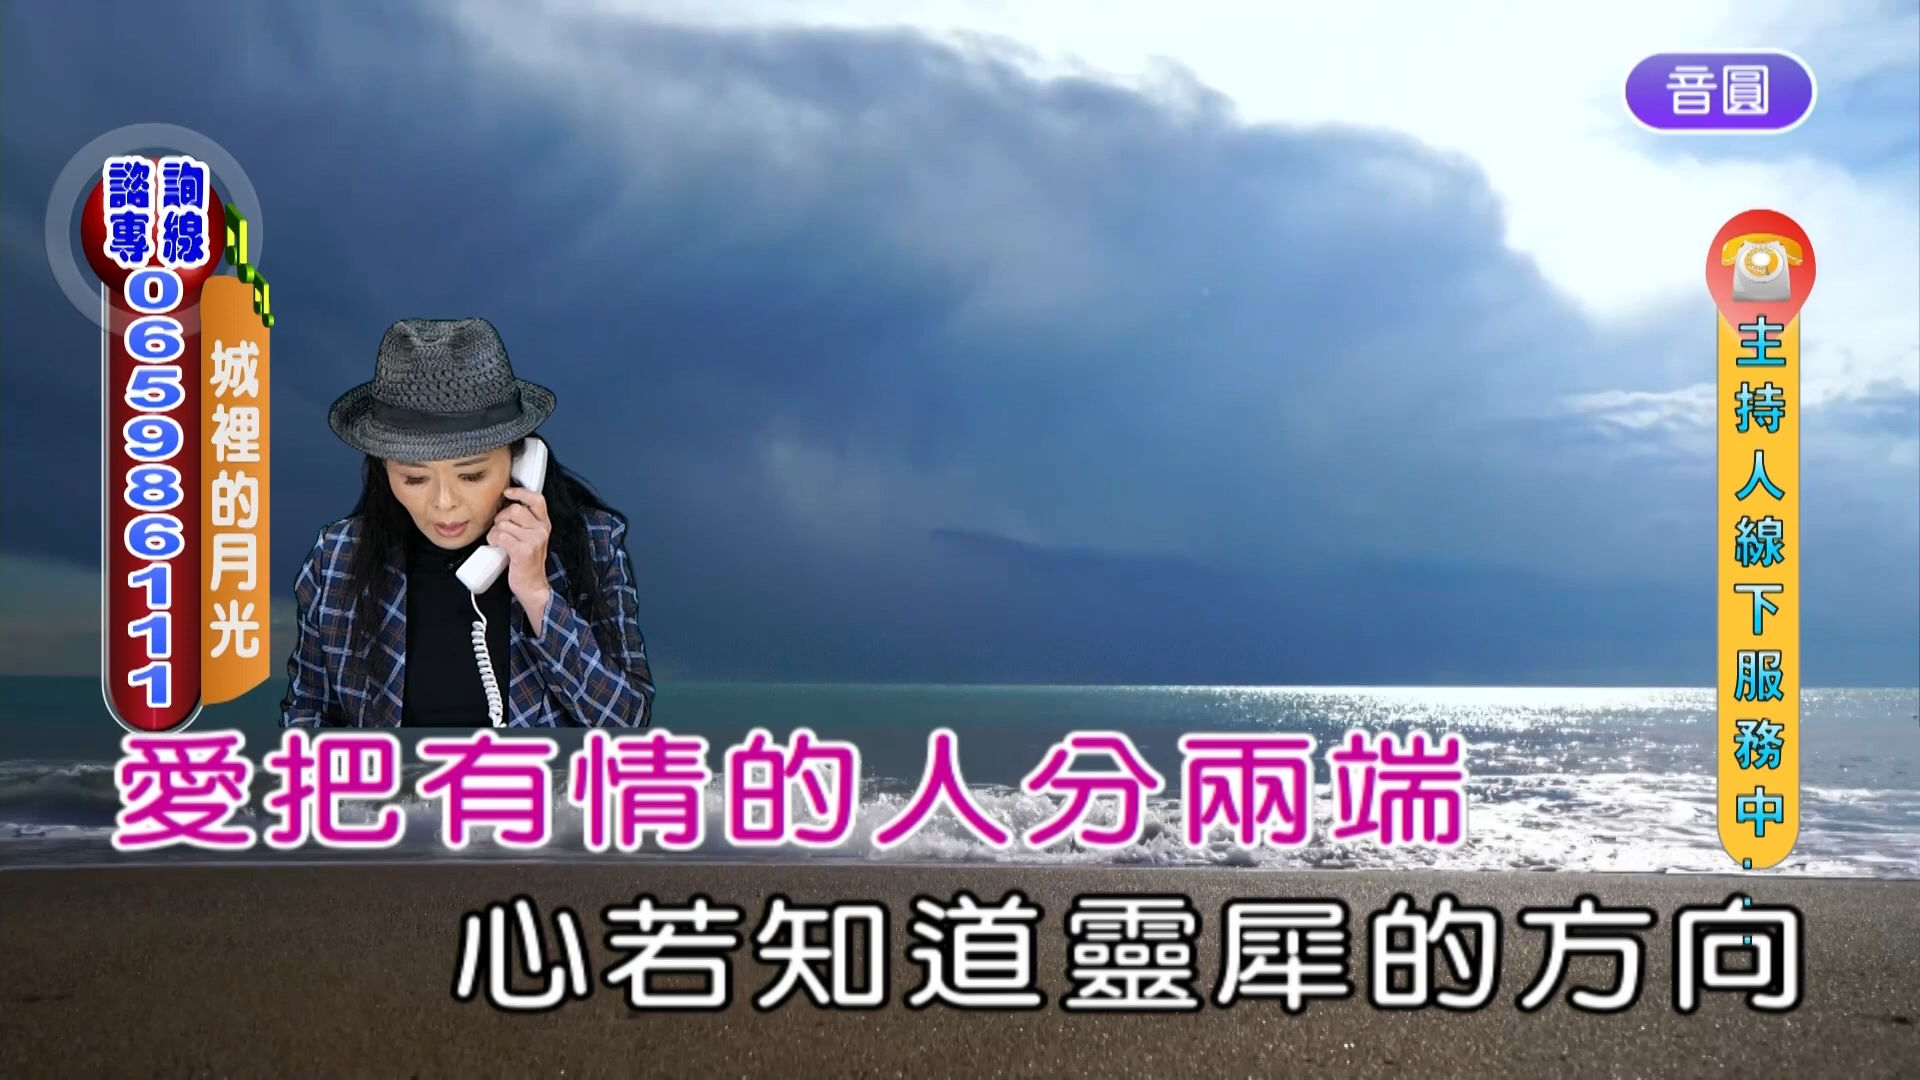 音圓
諮詢
專線
065986111
城裡的月光
主持人線下服務中...
愛把有情的人分兩端
心若知道靈犀的方向